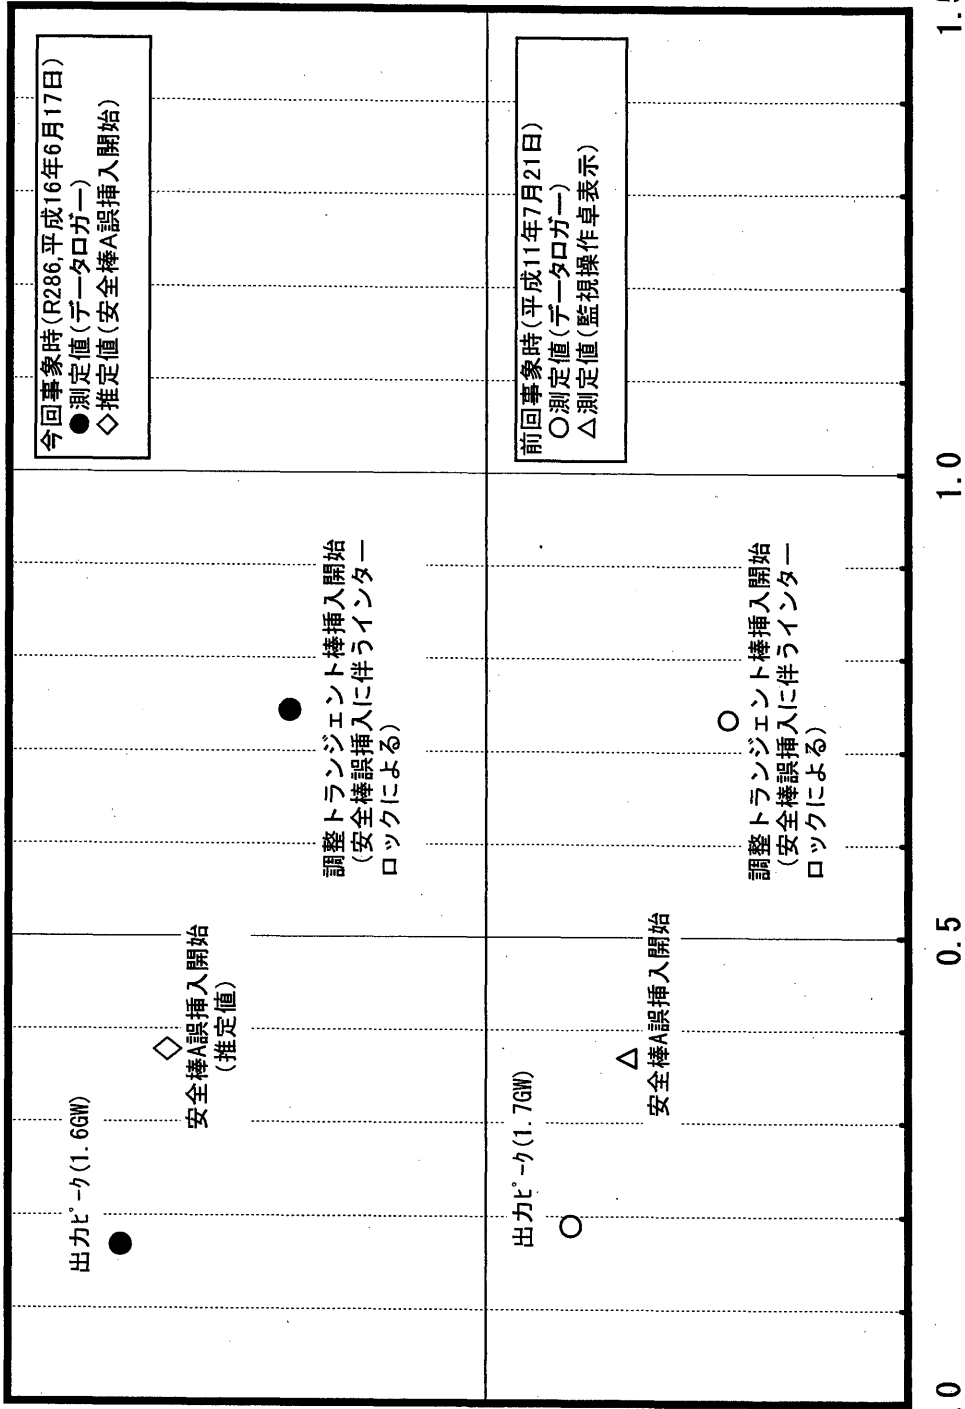 今回事象時(R286,平成16年6月17日)
●測定値(データロガー)
◇推定値(安全棒A誤挿入開始)
出力ピーク(1.6GW)
安全棒A誤挿入開始
(推定値)
調整トランジェント棒挿入開始
(安全棒誤挿入に伴うインター
ロックによる)
前回事象時(平成11年7月21日)
○測定値(データロガー)
△測定値(監視操作卓表示)
出力ピーク(1.7GW)
安全棒A誤挿入開始
調整トランジェント棒挿入開始
(安全棒誤挿入に伴うインター
ロックによる)
0.5
1.0